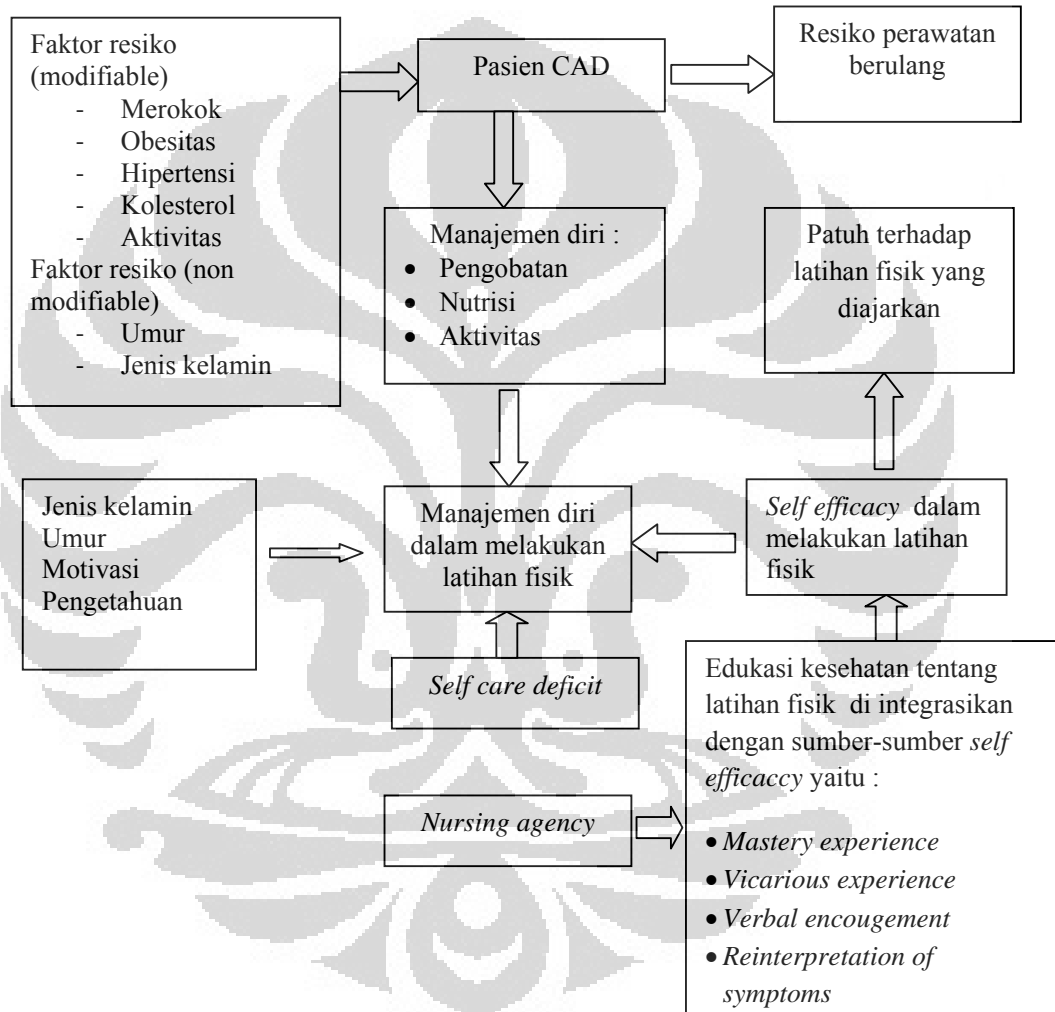 Faktor resiko
(modifiable)
- Merokok
- Obesitas
- Hipertensi
- Kolesterol
- Aktivitas
Faktor resiko (non
modifiable)
- Umur
- Jenis kelamin
Pasien CAD
Resiko perawatan
berulang
Manajemen diri :
• Pengobatan
• Nutrisi
• Aktivitas
Patuh terhadap
latihan fisik yang
diajarkan
Jenis kelamin
Umur
Motivasi
Pengetahuan
Manajemen diri
dalam melakukan
latihan fisik
Self efficacy dalam
melakukan latihan
fisik
Self care deficit
Nursing agency
Edukasi kesehatan tentang
latihan fisik di integrasikan
dengan sumber-sumber self
efficaccy yaitu :
• Mastery experience
• Vicarious experience
• Verbal encougement
• Reinterpretation of
symptoms